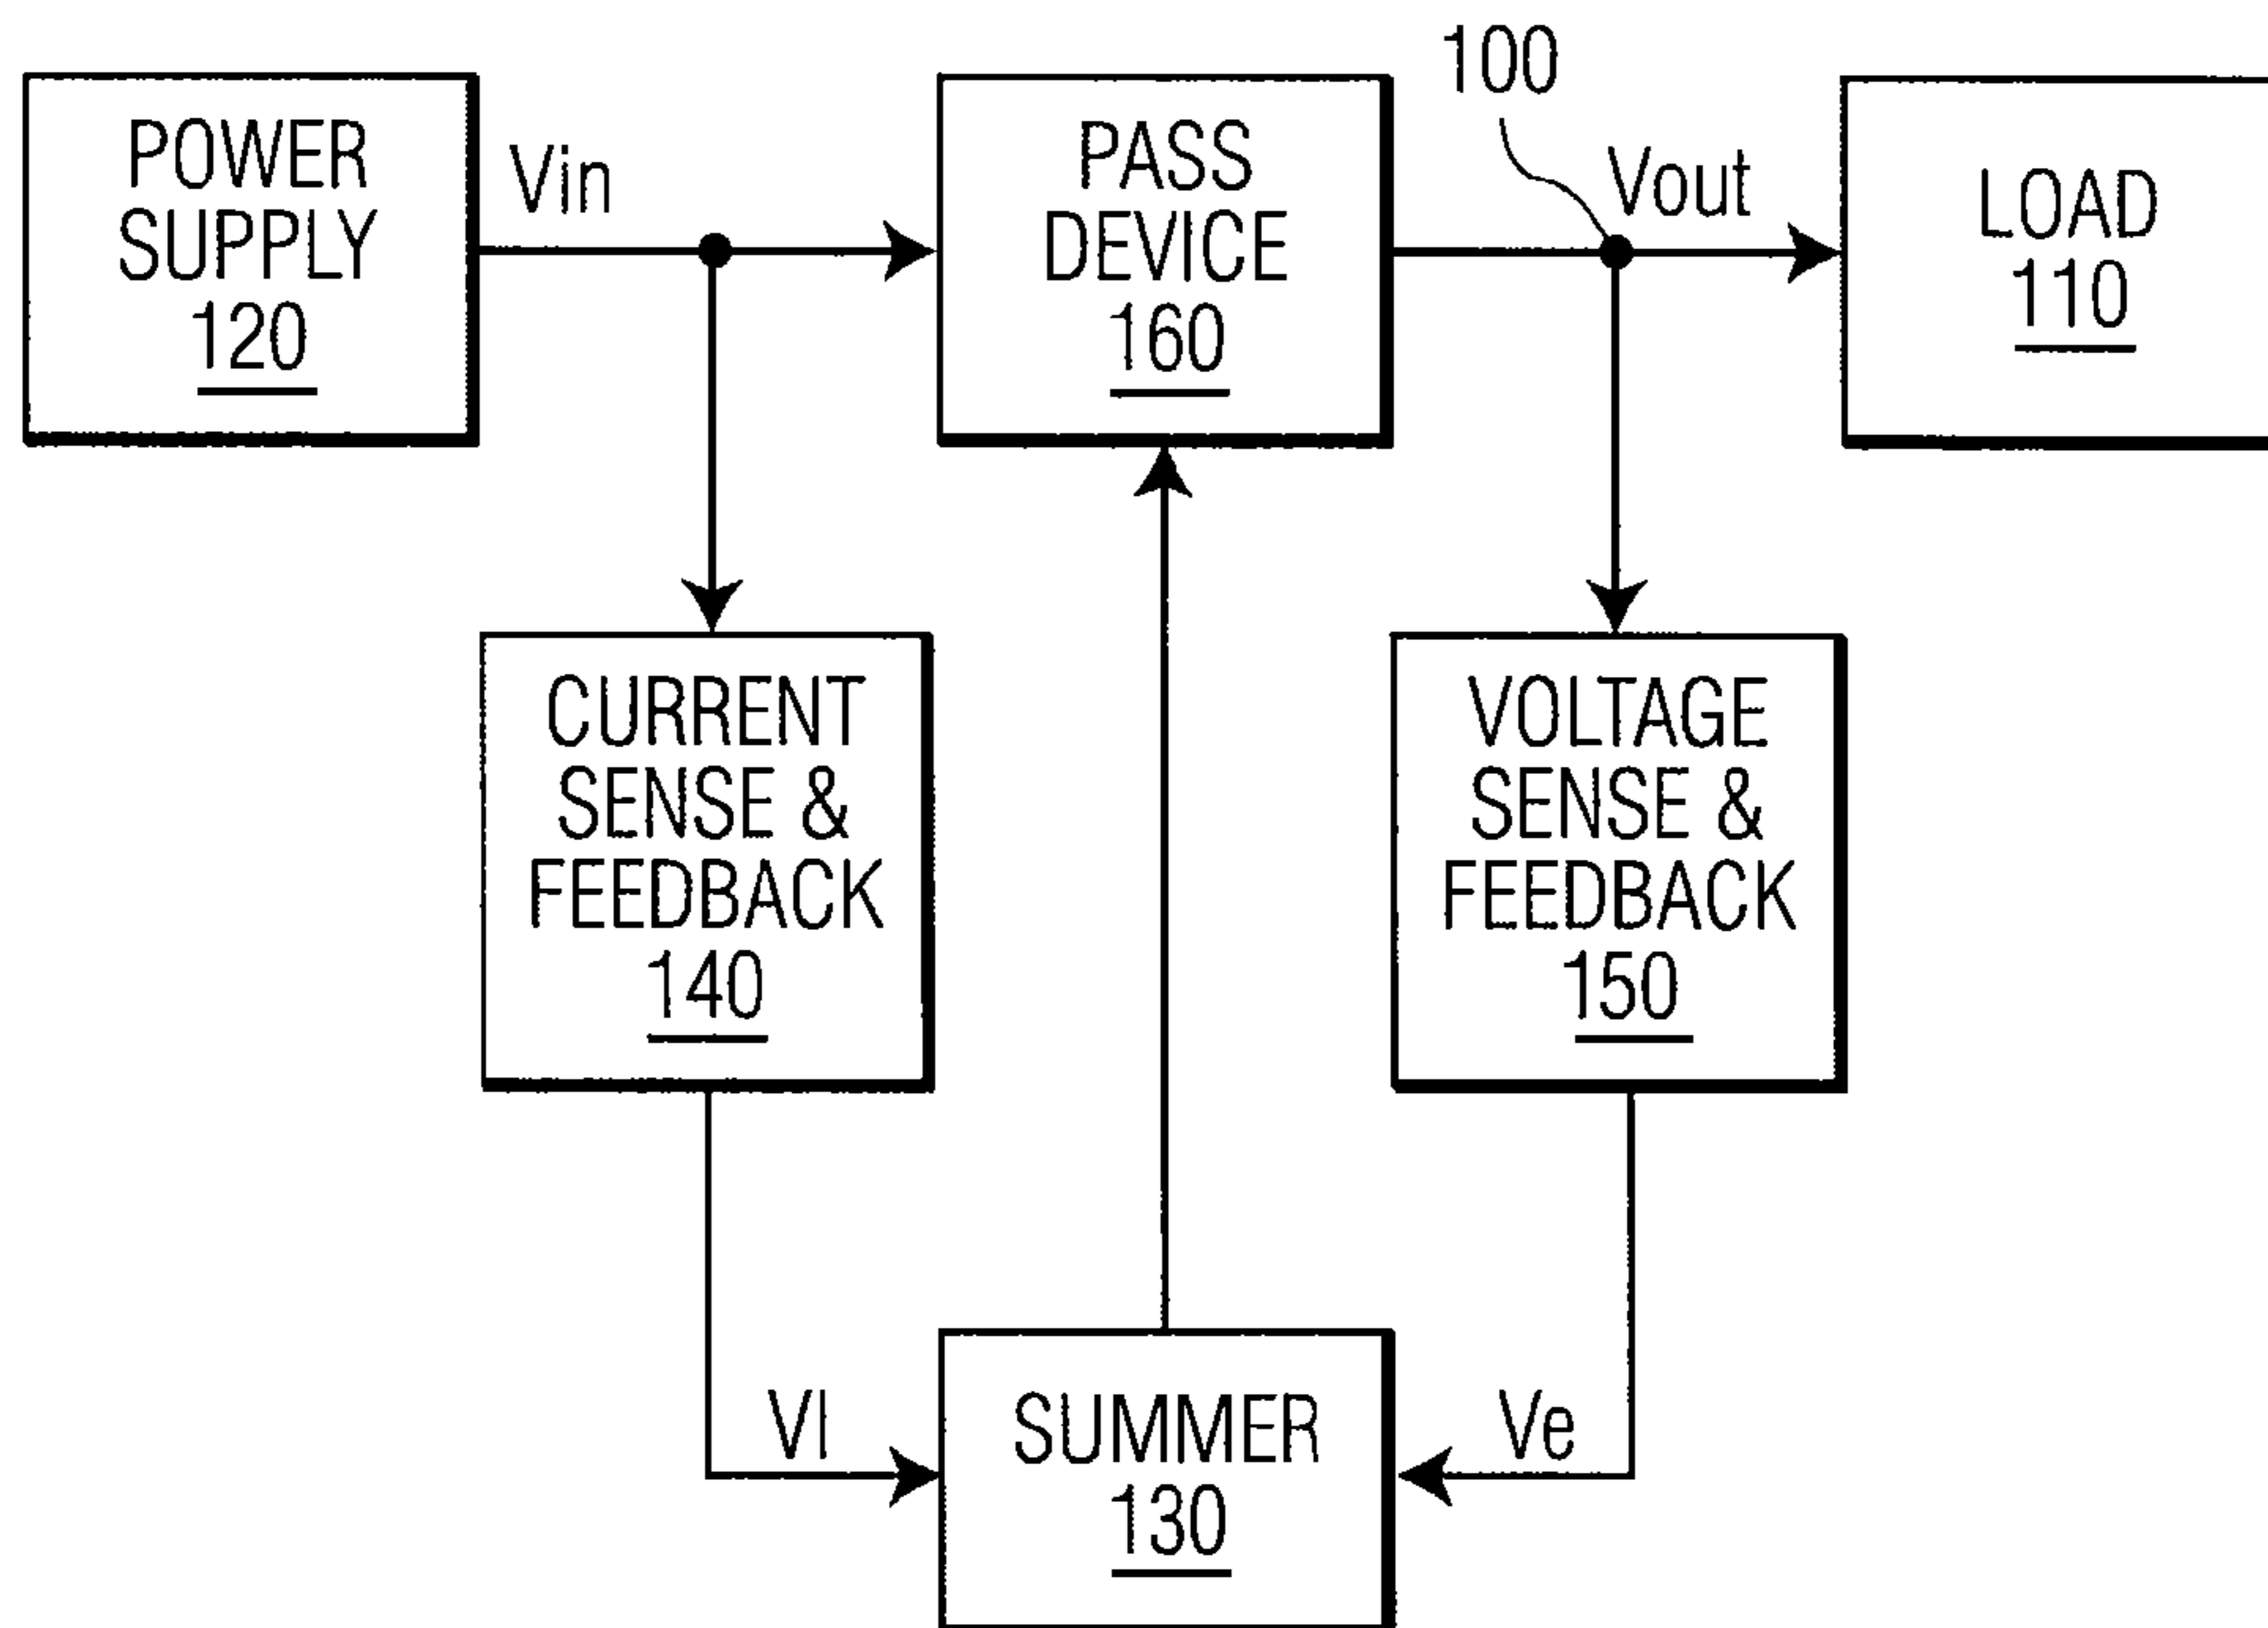 100
POWER
SUPPLY
120
Vin
PASS
DEVICE
160
Vout
LOAD
110
CURRENT
SENSE &
FEEDBACK
140
VOLTAGE
SENSE &
FEEDBACK
150
VI
SUMMER
130
Ve